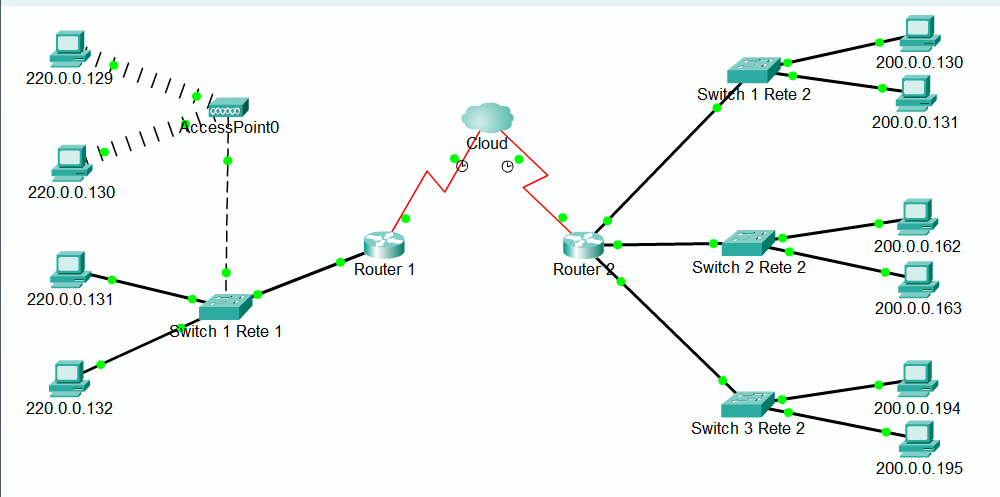 220.0.0.129
AccessPoint0
220.0.0.130
220.0.0.131
Switch 1 Rete 1
220.0.0.132
Router 1
Cloud
Router 2
Switch 1 Rete 2
200.0.0.130
200.0.0.131
Switch 2 Rete 2
200.0.0.162
200.0.0.163
Switch 3 Rete 2
200.0.0.194
200.0.0.195